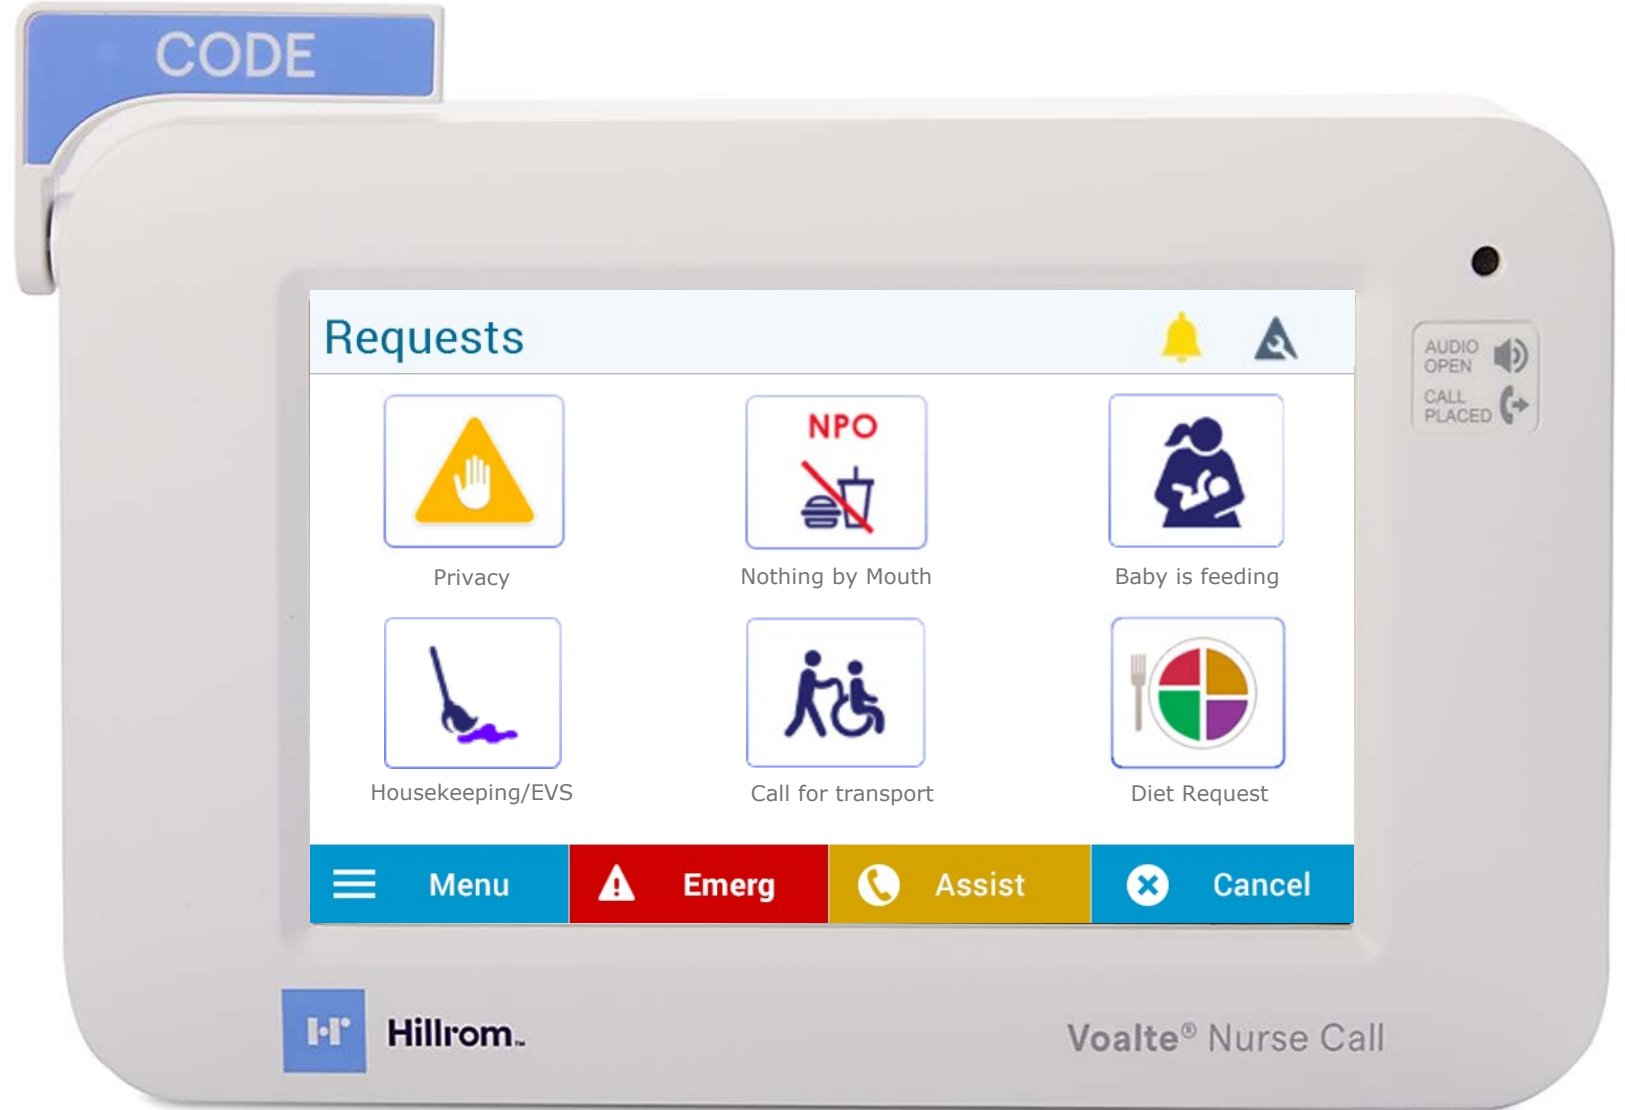 CODE
Requests
AUDIO
OPEN
CALL
PLACED
NPO
Privacy
Nothing by Mouth
Baby is feeding
Housekeeping/EVS
Call for transport
Diet Request
Menu
Emerg
Assist
Cancel
Hillrom™
Voalte® Nurse Call